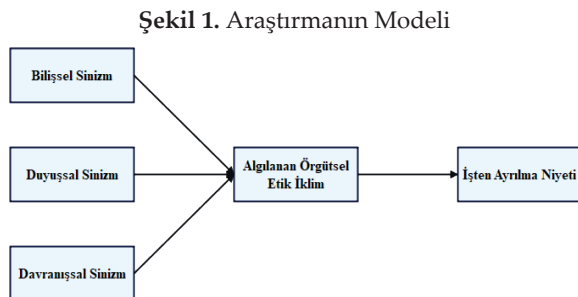 Şekil 1. Araştırmanın Modeli
Bilişsel Sinizm
Duyuşsal Sinizm
Algılanan Örgütsel
Etik İklim
İşten Ayrılma Niyeti
Davranışsal Sinizm